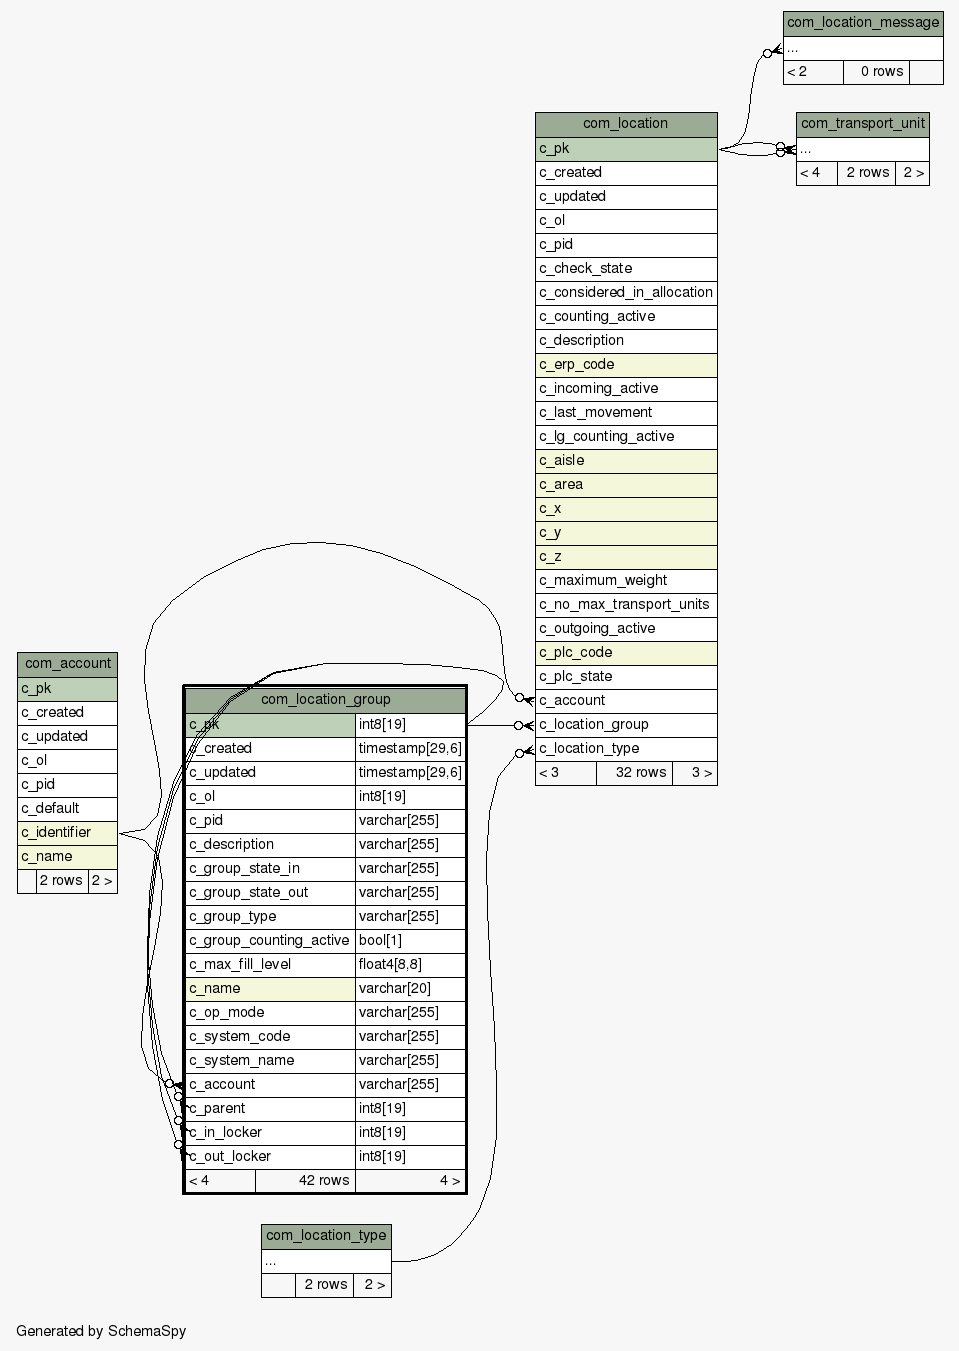 com_location_message
...
< 2 0 rows
com_transport_unit
...
< 4 2 rows 2 >
com_location
c_pk
c_created
c_updated
c_ol
c_pid
c_check_state
c_considered_in_allocation
c_counting_active
c_description
c_erp_code
c_incoming_active
c_last_movement
c_lg_counting_active
c_aisle
c_area
c_x
c_y
c_z
c_maximum_weight
c_no_max_transport_units
c_outgoing_active
c_plc_code
c_plc_state
c_account
c_location_group
c_location_type
< 3 32 rows 3 >
com_account
c_pk
c_created
c_updated
c_ol
c_pid
c_default
c_identifier
c_name
2 rows 2 >
com_location_group
c_pk int8[19]
c_created timestamp[29,6]
c_updated timestamp[29,6]
c_ol int8[19]
c_pid varchar[255]
c_description varchar[255]
c_group_state_in varchar[255]
c_group_state_out varchar[255]
c_group_type varchar[255]
c_group_counting_active bool[1]
c_max_fill_level float4[8,8]
c_name varchar[20]
c_op_mode varchar[255]
c_system_code varchar[255]
c_system_name varchar[255]
c_account varchar[255]
c_parent int8[19]
c_in_locker int8[19]
c_out_locker int8[19]
< 4 42 rows 4 >
com_location_type
...
2 rows 2 >
Generated by SchemaSpy